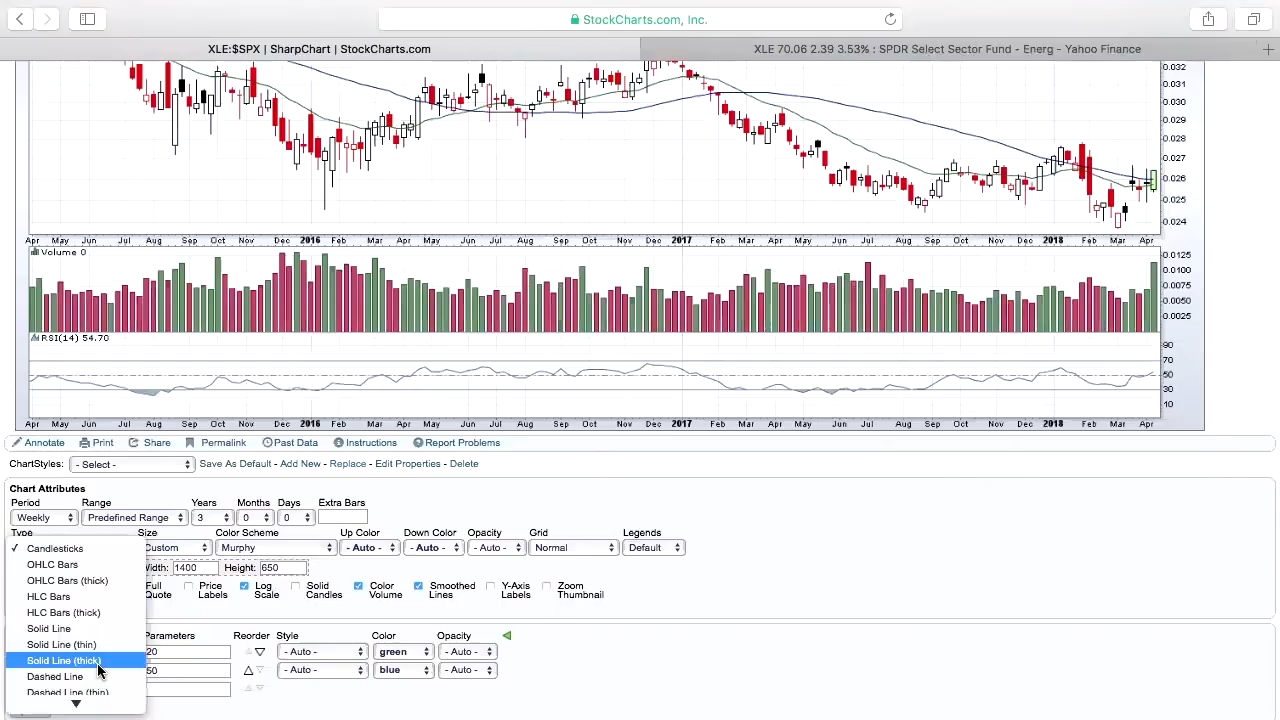 StockCharts.com, Inc.
XLE:$SPX | SharpChart | StockCharts.com
XLE 70.06 2.39 3.53% : SPDR Select Sector Fund - Energ - Yahoo Finance
0.032
0.030
0.029
0.028
0.027
0.026
0.025
0.024
Apr May Jun Jul Aug Sep Oct Nov Dec 2016 Feb Mar Apr May Jun Jul Aug Sep Oct Nov Dec 2017 Feb Mar Apr May Jun Jul Aug Sep Oct Nov Dec 2018 Feb Mar Apr
Volume 0
0.0125
0.0100
0.0075
0.0050
0.0025
RSI(14) 54.70
90
70
50
30
10
Apr May Jun Jul Aug Sep Oct Nov Dec 2016 Feb Mar Apr May Jun Jul Aug Sep Oct Nov Dec 2017 Feb Mar Apr May Jun Jul Aug Sep Oct Nov Dec 2018 Feb Mar Apr
Annotate Print Share Permalink Past Data Instructions Report Problems
ChartStyles: - Select - Save As Default - Add New - Replace - Edit Properties - Delete
Chart Attributes
Period Range Years Months Days Extra Bars
Weekly Predefined Range 3 0 0
Type Size Color Scheme Up Color Down Color Opacity Grid Legends
Candlesticks Custom Murphy - Auto - - Auto - - Auto - Normal Default
OHLC Bars Width: 1400 Height: 650
OHLC Bars (thick) Full Quote Price Labels Log Scale Solid Candles Color Volume Smoothed Lines Y-Axis Labels Zoom Thumbnail
HLC Bars
HLC Bars (thick)
Solid Line Parameters Reorder Style Color Opacity
Solid Line (thin) 20 - Auto - green - Auto -
Solid Line (thick) 50 - Auto - blue - Auto -
Dashed Line
Dashed Line (thin)